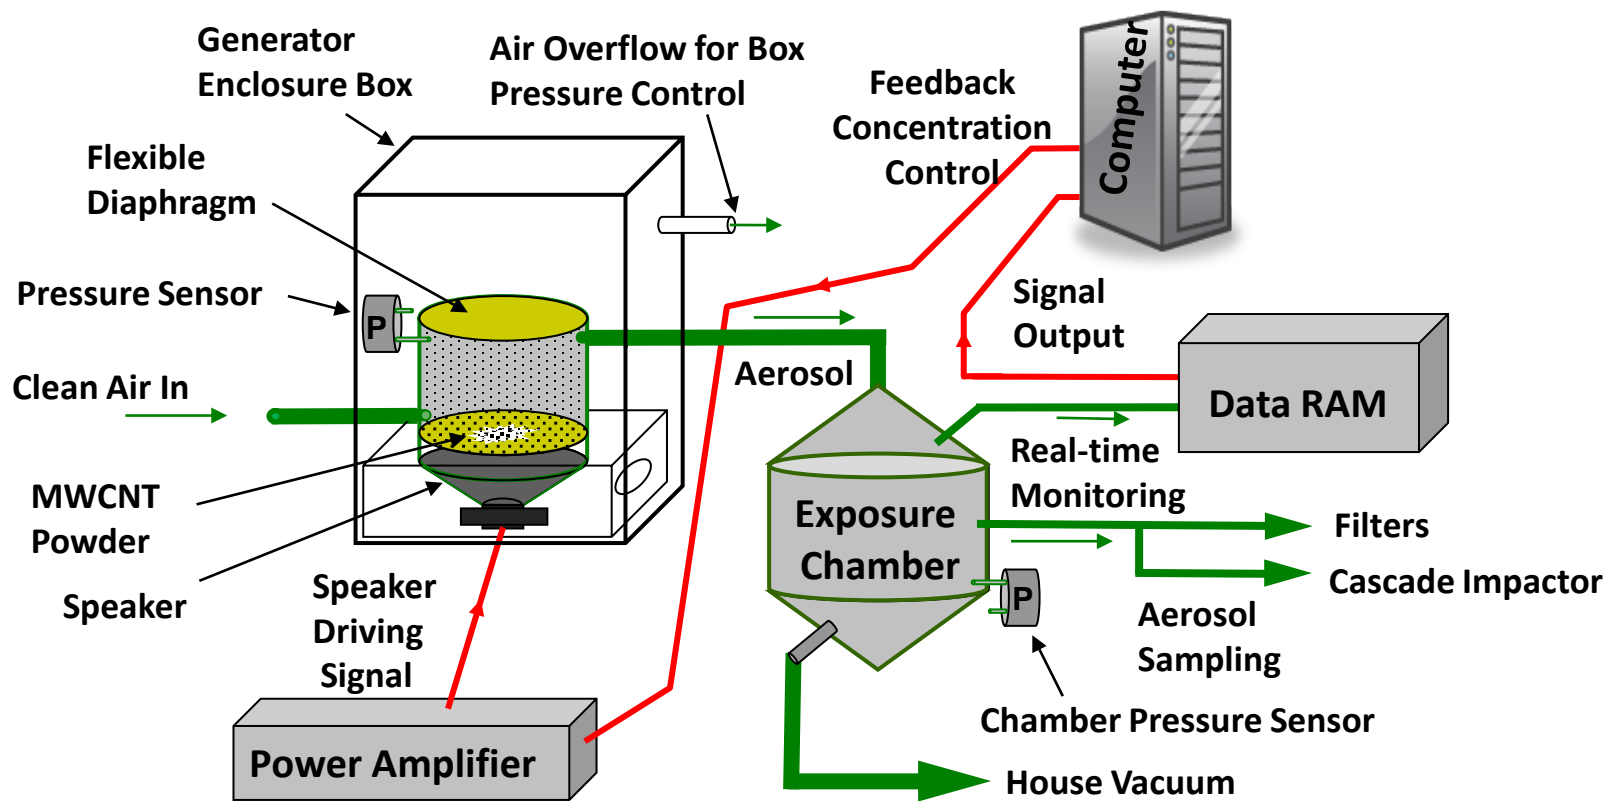 Generator
Enclosure Box
Air Overflow for Box
Pressure Control
Feedback
Concentration
Control
Computer
Flexible
Diaphragm
Pressure Sensor
P
Clean Air In
Aerosol
Signal
Output
Data RAM
Real-time
Monitoring
MWCNT
Powder
Speaker
Exposure
Chamber
Filters
Cascade Impactor
P
Aerosol
Sampling
Speaker
Driving
Signal
Chamber Pressure Sensor
Power Amplifier
House Vacuum